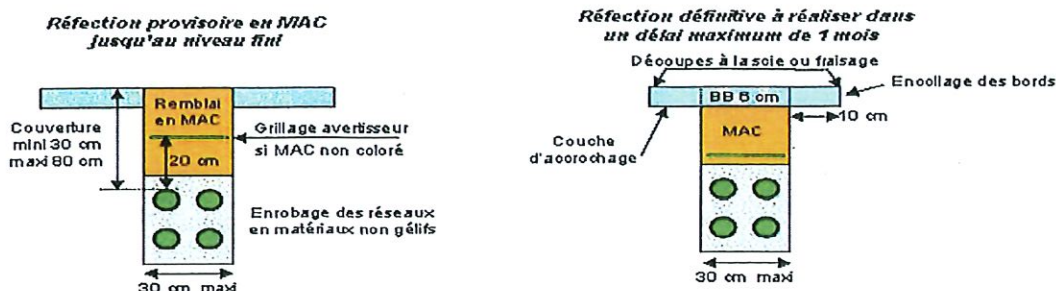 Réfection provisoire en MAC
jusqu'au niveau fini
Remblai
en MAC
Couverture
mini 30 cm
maxi 80 cm
Grillage avertisseur
si MAC non coloré
20 cm
Enrobage des réseaux
en matériaux non gélifs
30 cm maxi
Réfection définitive à réaliser dans
un délai maximum de 1 mois
Découpes à la scie ou fraisage
Encollage des bords
BB 6 cm
10 cm
Couche
d'accrochage
MAC
30 cm maxi